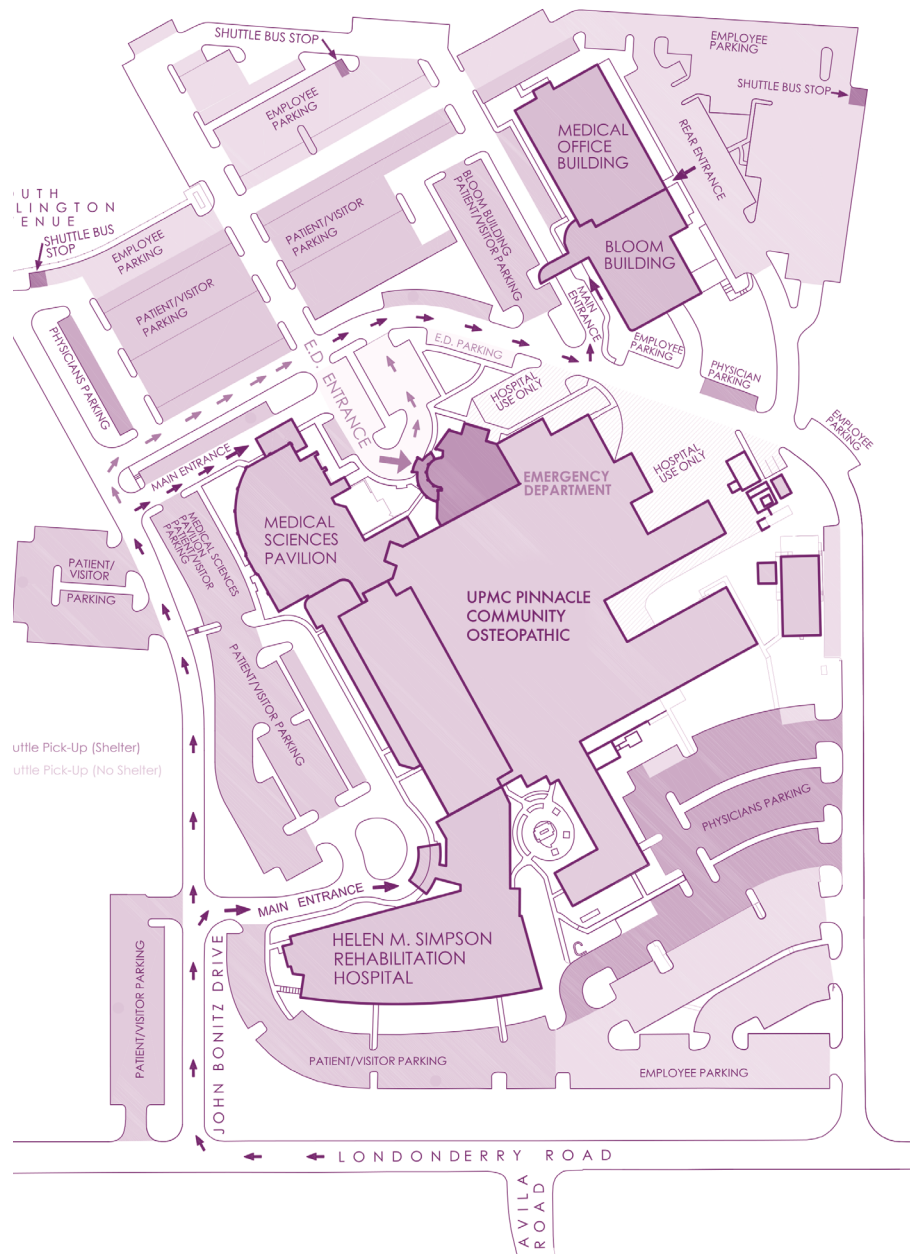 SHUTTLE BUS STOP
EMPLOYEE
PARKING
EMPLOYEE
PARKING
SHUTTLE BUS STOP
MEDICAL
OFFICE
BUILDING
REAR ENTRANCE
BLOOM
BUILDING
BLOOM BUILDING
PATIENT/VISITOR PARKING
UTH
LINGTON
ENUE
SHUTTLE BUS
STOP
EMPLOYEE
PARKING
PATIENT/VISITOR
PARKING
PATIENT/VISITOR
PARKING
MAIN
ENTRANCE
EMPLOYEE
PARKING
PHYSICIAN
PARKING
EMPLOYEE
PARKING
PHYSICIANS PARKING
E.D. PARKING
E.D. ENTRANCE
HOSPITAL
USE ONLY
HOSPITAL
USE ONLY
MAIN ENTRANCE
EMERGENCY
DEPARTMENT
MEDICAL
SCIENCES
PAVILION
MEDICAL SCIENCES
PAVILION
PATIENT/VISITOR
PARKING
PATIENT/
VISITOR
PARKING
UPMC PINNACLE
COMMUNITY
OSTEOPATHIC
PATIENT/VISITOR PARKING
uttle Pick-Up (Shelter)
uttle Pick-Up (No Shelter)
PHYSICIANS PARKING
MAIN ENTRANCE
HELEN M. SIMPSON
REHABILITATION
HOSPITAL
PATIENT/VISITOR PARKING
JOHN BONITZ DRIVE
PATIENT/VISITOR PARKING
EMPLOYEE PARKING
LONDONDERRY ROAD
AVILA
ROAD